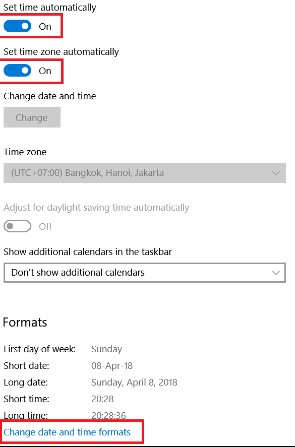 Set time automatically
On
Set time zone automatically
On
Change date and time
Change
Time zone
(UTC+07:00) Bangkok, Hanoi, Jakarta
Adjust for daylight saving time automatically
Off
Show additional calendars in the taskbar
Don't show additional calendars
Formats
First day of week: Sunday
Short date: 08-Apr-18
Long date: Sunday, April 8, 2018
Short time: 20:28
Long time: 20:28:36
Change date and time formats